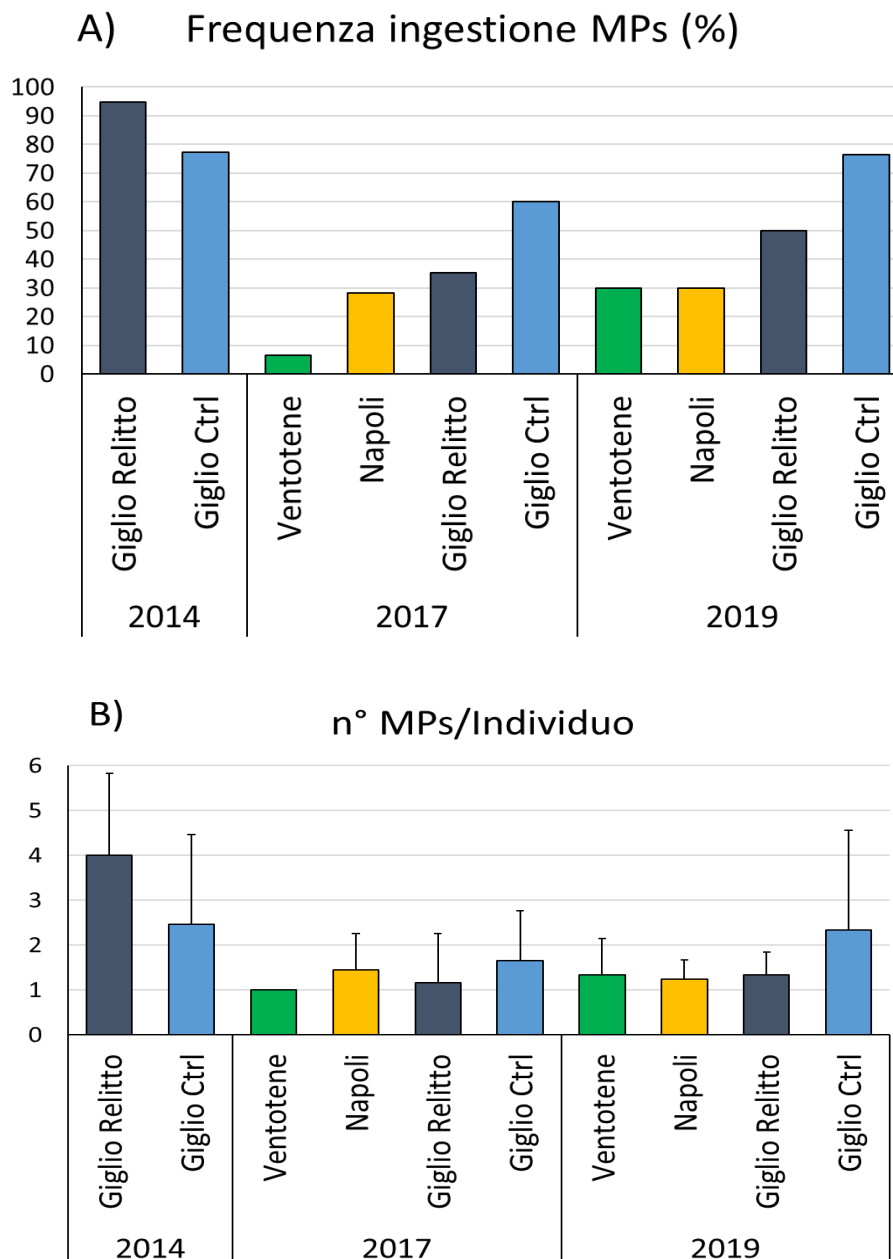 A) Frequenza ingestione MPs (%)
100
90
80
70
60
50
40
30
20
10
0
Giglio Relitto
Giglio Ctrl
Ventotene
Napoli
Giglio Relitto
Giglio Ctrl
Ventotene
Napoli
Giglio Relitto
Giglio Ctrl
2014 2017 2019
B) n° MPs/Individuo
6
5
4
3
2
1
0
Giglio Relitto
Giglio Ctrl
Ventotene
Napoli
Giglio Relitto
Giglio Ctrl
Ventotene
Napoli
Giglio Relitto
Giglio Ctrl
2014 2017 2019